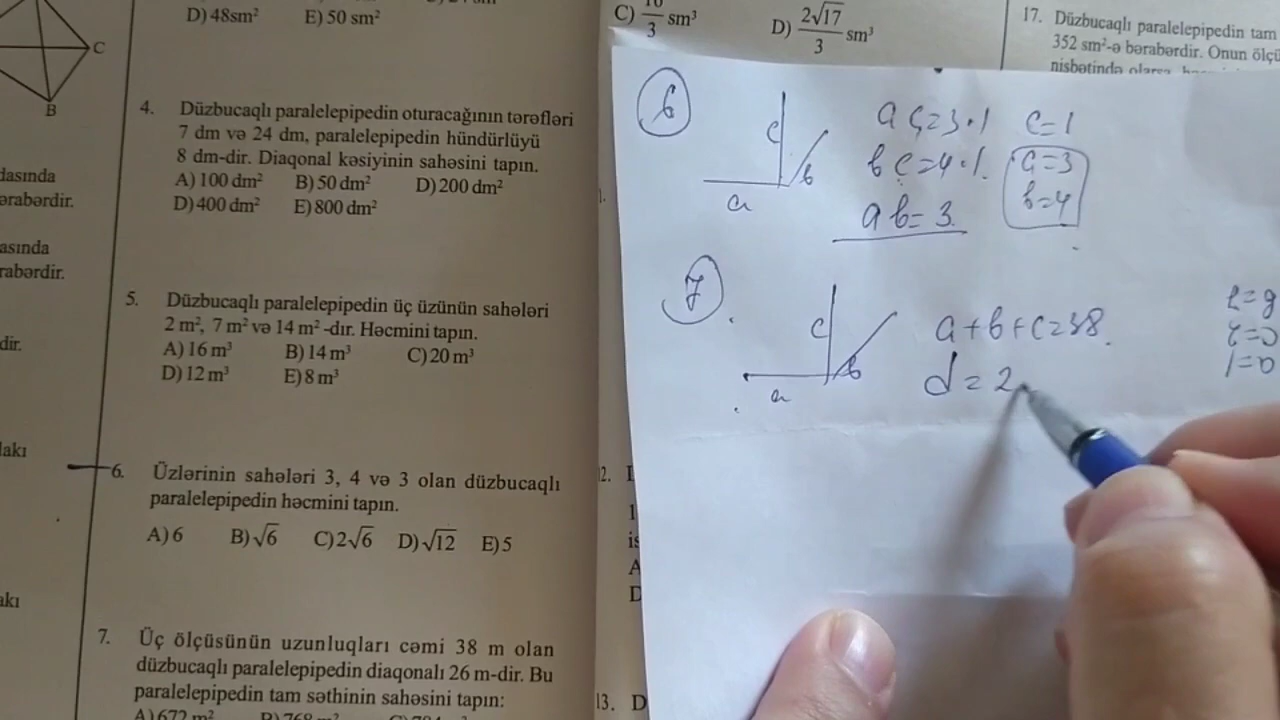 D) 48sm² E) 50 sm²
C
B
4. Düzbucaqlı paralelepipedin oturacağının tərəfləri
7 dm və 24 dm, paralelepipedin hündürlüyü
8 dm-dir. Diaqonal kəsiyinin sahəsini tapın.
A) 100 dm² B) 50 dm² D) 200 dm²
D) 400 dm² E) 800 dm²
dasında
ərabərdir.
asında
rabərdir.
5. Düzbucaqlı paralelepipedin üç üzünün sahələri
2 m², 7 m² və 14 m² -dır. Həcmini tapın.
A) 16 m³ B) 14 m³ C) 20 m³
D) 12 m³ E) 8 m³
dir.
6. Üzlərinin sahələri 3, 4 və 3 olan düzbucaqlı
paralelepipedin həcmini tapın.
A) 6 B) √6 C) 2√6 D) √12 E) 5
7. Üç ölçüsünün uzunluqları cəmi 38 m olan
düzbucaqlı paralelepipedin diaqonalı 26 m-dir. Bu
paralelepipedin tam səthinin sahəsini tapın:
A) 672 m²
C) 10/3 sm³ D) 2√17/3 sm³
17. Düzbucaqlı paralelepipedin tam
352 sm²-ə bərabərdir. Onun ölçü
nisbətində olarsa
6
c
b
a
a c=3·1 c=1
b c=4·1. a=3
a b=3. b=4
7
c
b
a
a+b+c=38.
d=2
13. D